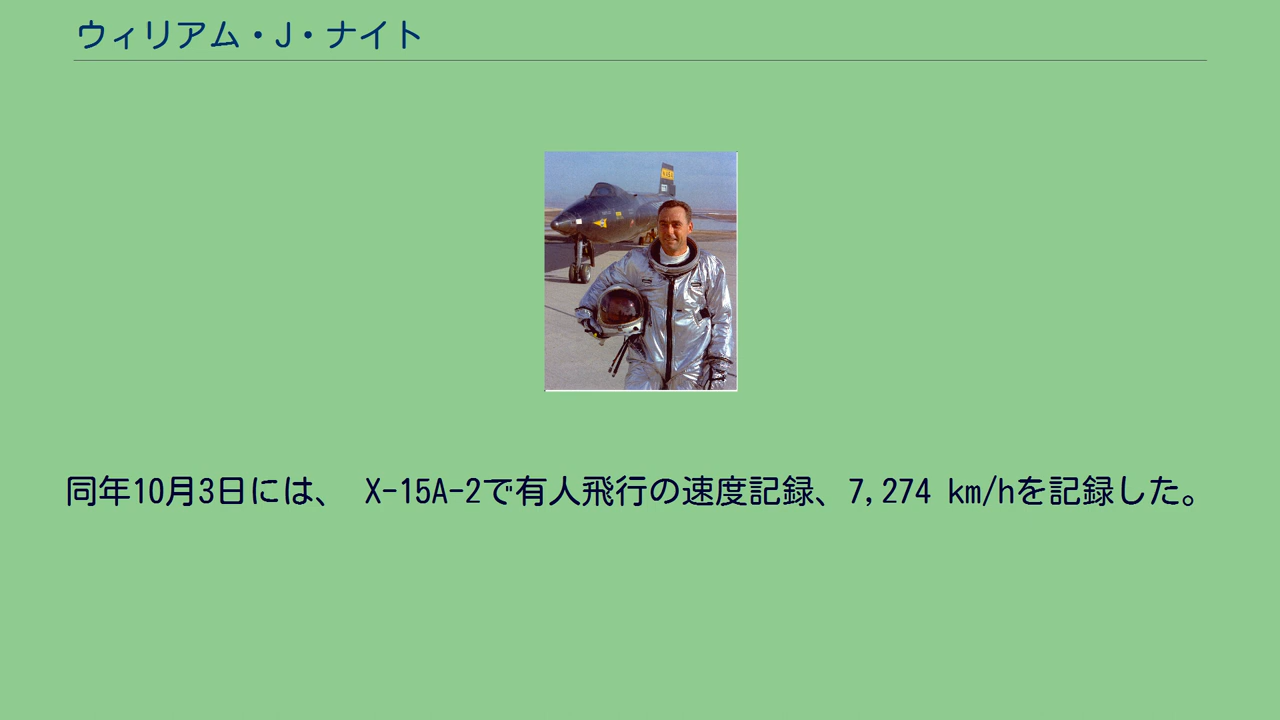 ウィリアム・J・ナイト
同年10月3日には、 X-15A-2で有人飛行の速度記録、7,274 km/hを記録した。